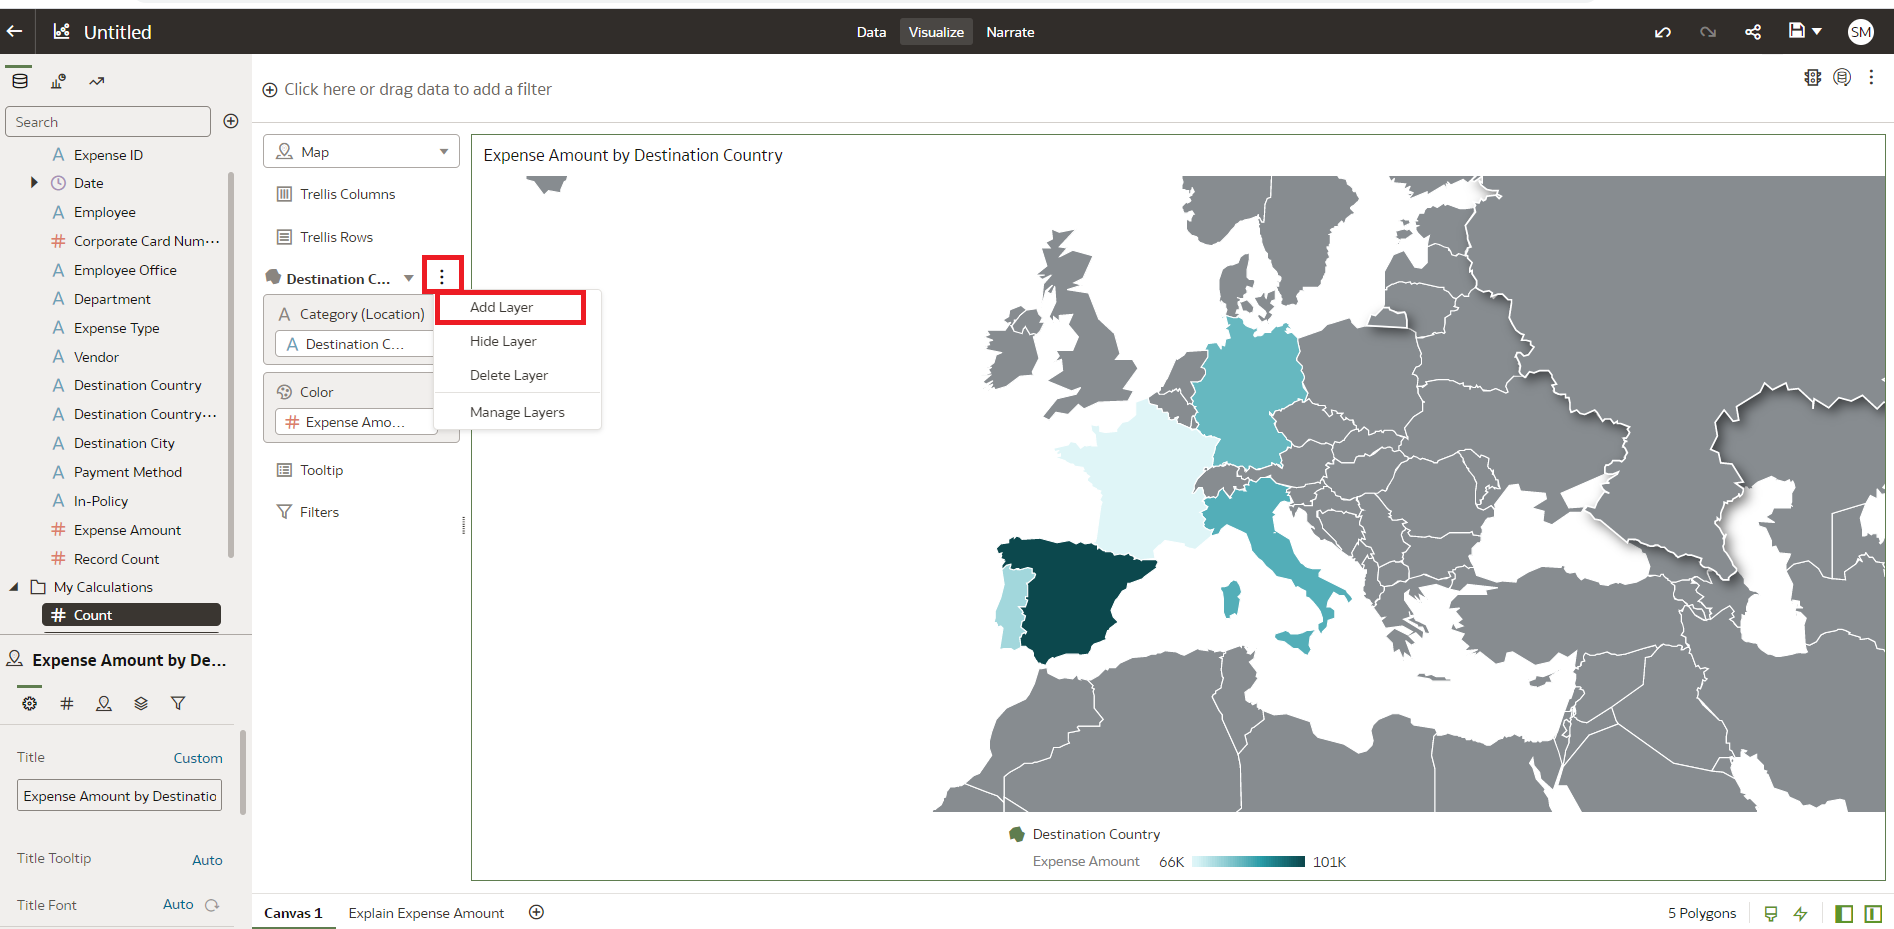 Untitled
Data
Visualize
Narrate
SM
Click here or drag data to add a filter
Search
Expense ID
Date
Employee
Corporate Card Num···
Employee Office
Department
Expense Type
Vendor
Destination Country
Destination Country···
Destination City
Payment Method
In-Policy
Expense Amount
Record Count
My Calculations
Count
Map
Trellis Columns
Trellis Rows
Destination C...
Category (Location)
Destination C...
Color
Expense Amo...
Tooltip
Filters
Add Layer
Hide Layer
Delete Layer
Manage Layers
Expense Amount by Destination Country
Destination Country
Expense Amount 66K 101K
Expense Amount by De...
Title Custom
Expense Amount by Destinatio
Title Tooltip Auto
Title Font Auto
Canvas 1
Explain Expense Amount
5 Polygons